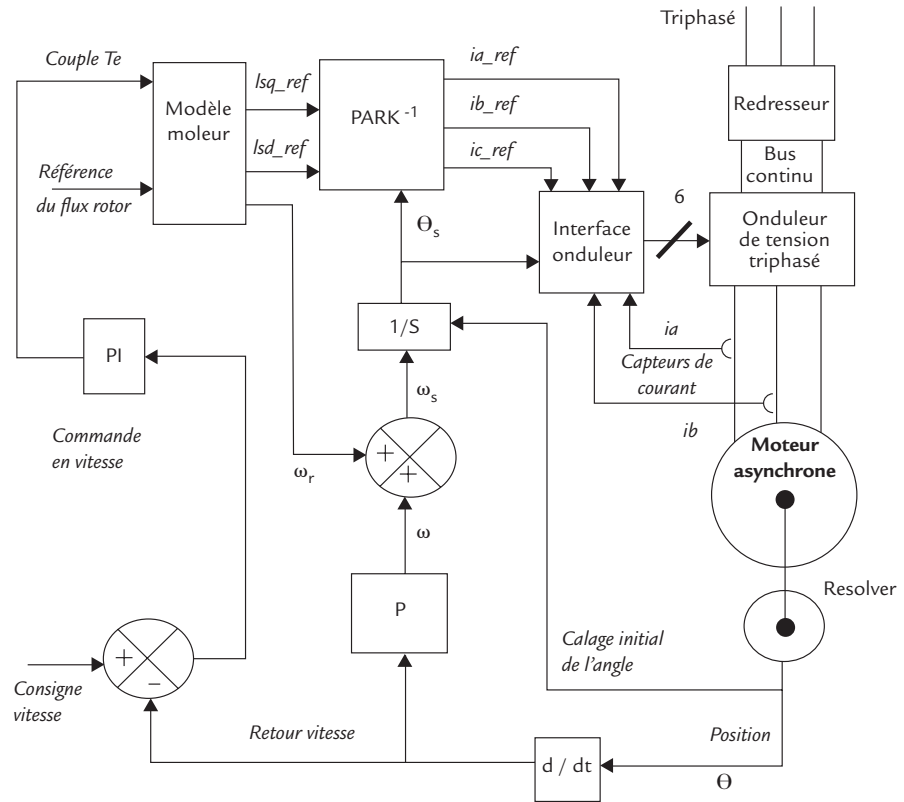 Triphasé
Couple Te
Modèle
moleur
lsq_ref
lsd_ref
PARK -1
ia_ref
ib_ref
ic_ref
Redresseur
Bus
continu
Référence
du flux rotor
Θs
Interface
onduleur
6
Onduleur
de tension
triphasé
PI
1/S
ia
Capteurs de
courant
ib
Commande
en vitesse
ωs
+
+
ωr
ω
Moteur
asynchrone
P
Resolver
+
−
Consigne
vitesse
Calage initial
de l'angle
Retour vitesse
Position
d / dt
Θ